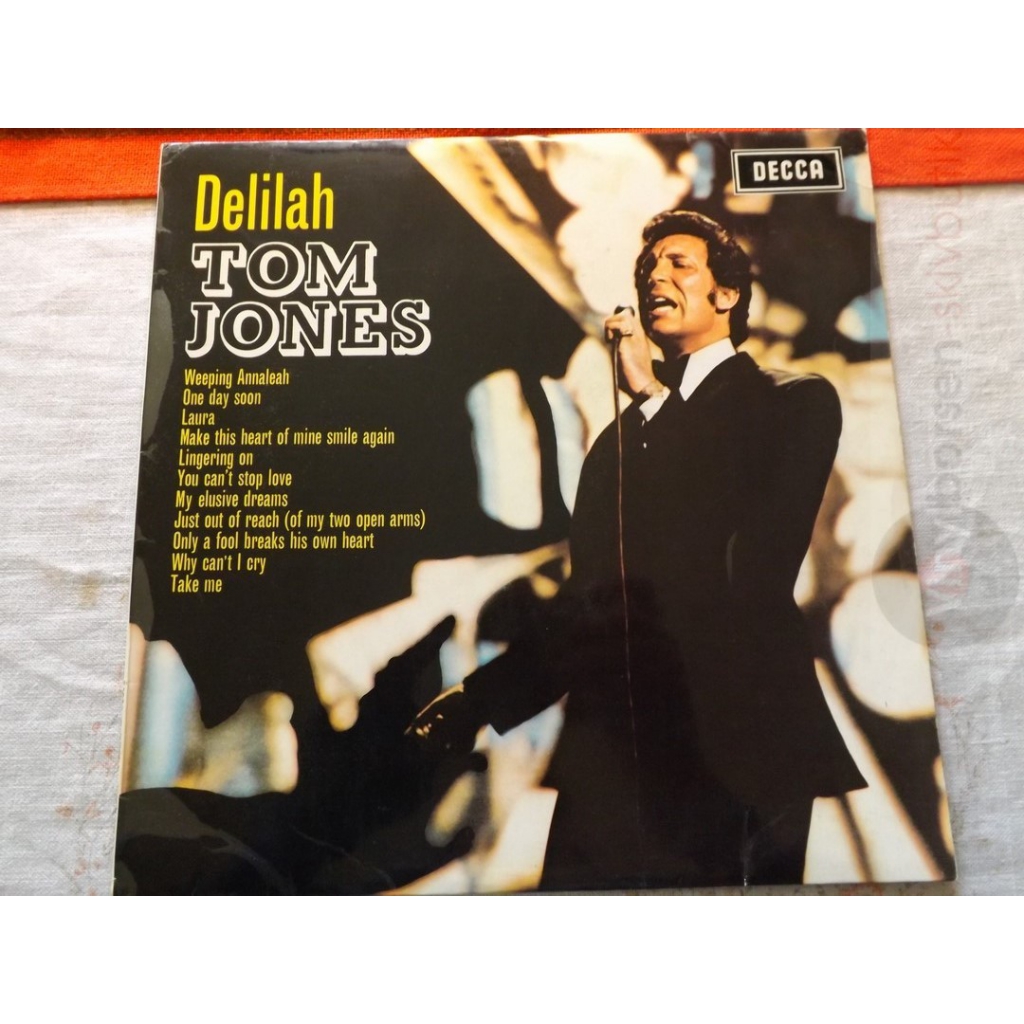 DECCA
Delilah
TOM
JONES
Weeping Annaleah
One day soon
Laura
Make this heart of mine smile again
Lingering on
You can't stop love
My elusive dreams
Just out of reach (of my two open arms)
Only a fool breaks his own heart
Why can't I cry
Take me